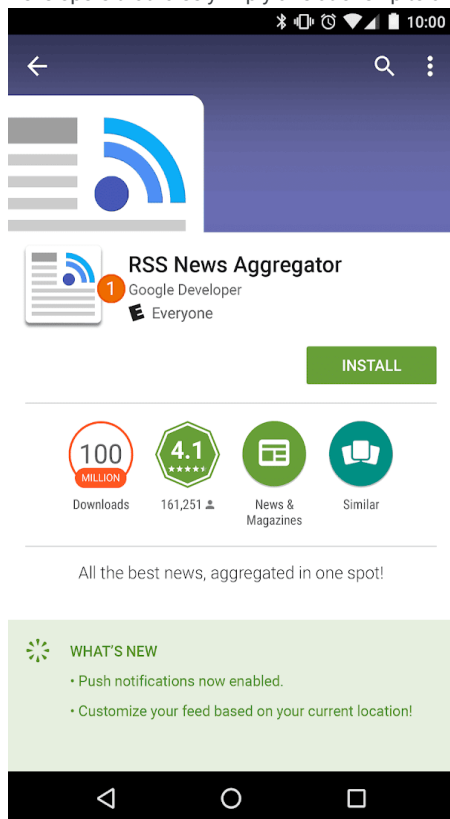 10:00
RSS News Aggregator
1
Google Developer
E
Everyone
INSTALL
100
MILLION
4.1
Downloads
161,251
News &
Magazines
Similar
All the best news, aggregated in one spot!
WHAT'S NEW
• Push notifications now enabled.
• Customize your feed based on your current location!